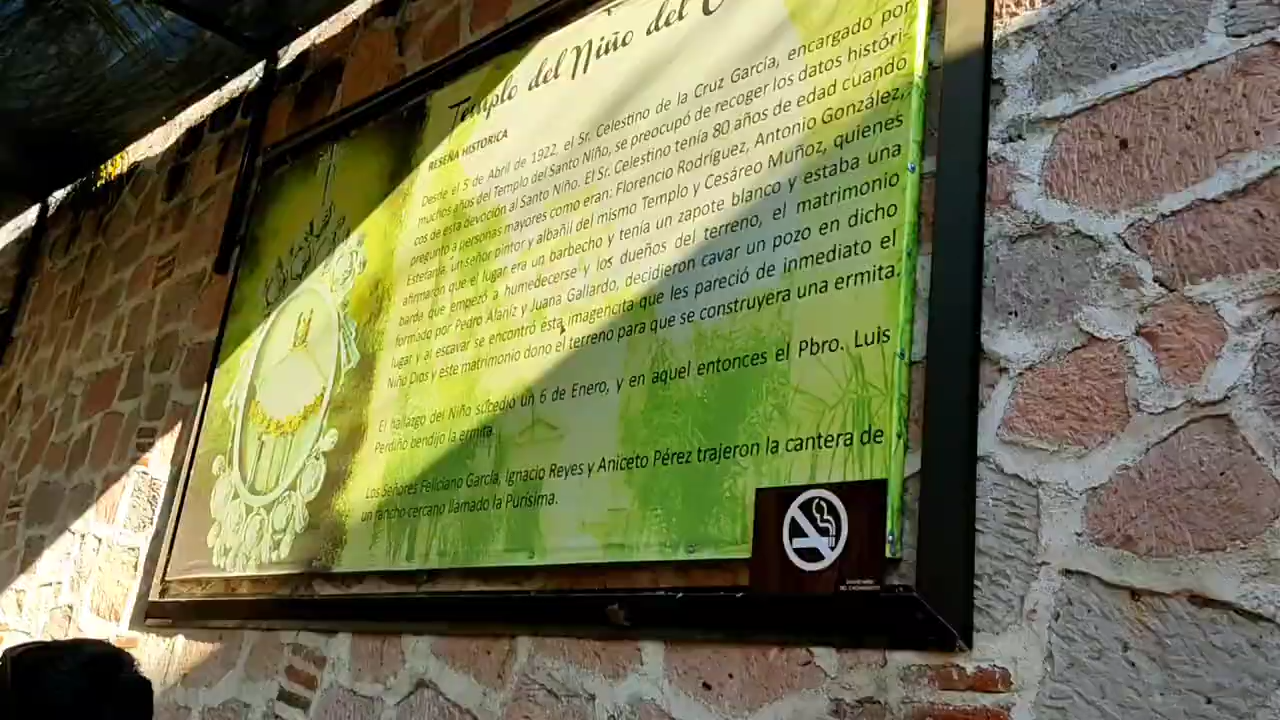 Templo del Niño del C
RESEÑA HISTORICA
Desde el 5 de Abril de 1922, el Sr. Celestino de la Cruz García, encargado por
muchos años del Templo del Santo Niño, se preocupó de recoger los datos históri-
cos de esta devoción al Santo Niño. El Sr. Celestino tenía 80 años de edad cuando
preguntó a personas mayores como eran: Florencio Rodríguez, Antonio González,
Estefanía, un señor pintor y albañil del mismo Templo y Cesáreo Muñoz, quienes
afirmaron que el lugar era un barbecho y tenía un zapote blanco y estaba una
barda que empezó a humedecerse y los dueños del terreno, el matrimonio
formado por Pedro Alaníz y Juana Gallardo, decidieron cavar un pozo en dicho
lugar y al escavar se encontró ésta imagencita que les pareció de inmediato el
Niño Dios y este matrimonio dono el terreno para que se construyera una ermita.
El hallazgo del Niño sucedio un 6 de Enero, y en aquel entonces el Pbro. Luis
Perdiño bendijo la ermita.
Los Señores Feliciano García, Ignacio Reyes y Aniceto Pérez trajeron la cantera de
un rancho cercano llamado la Purísima.